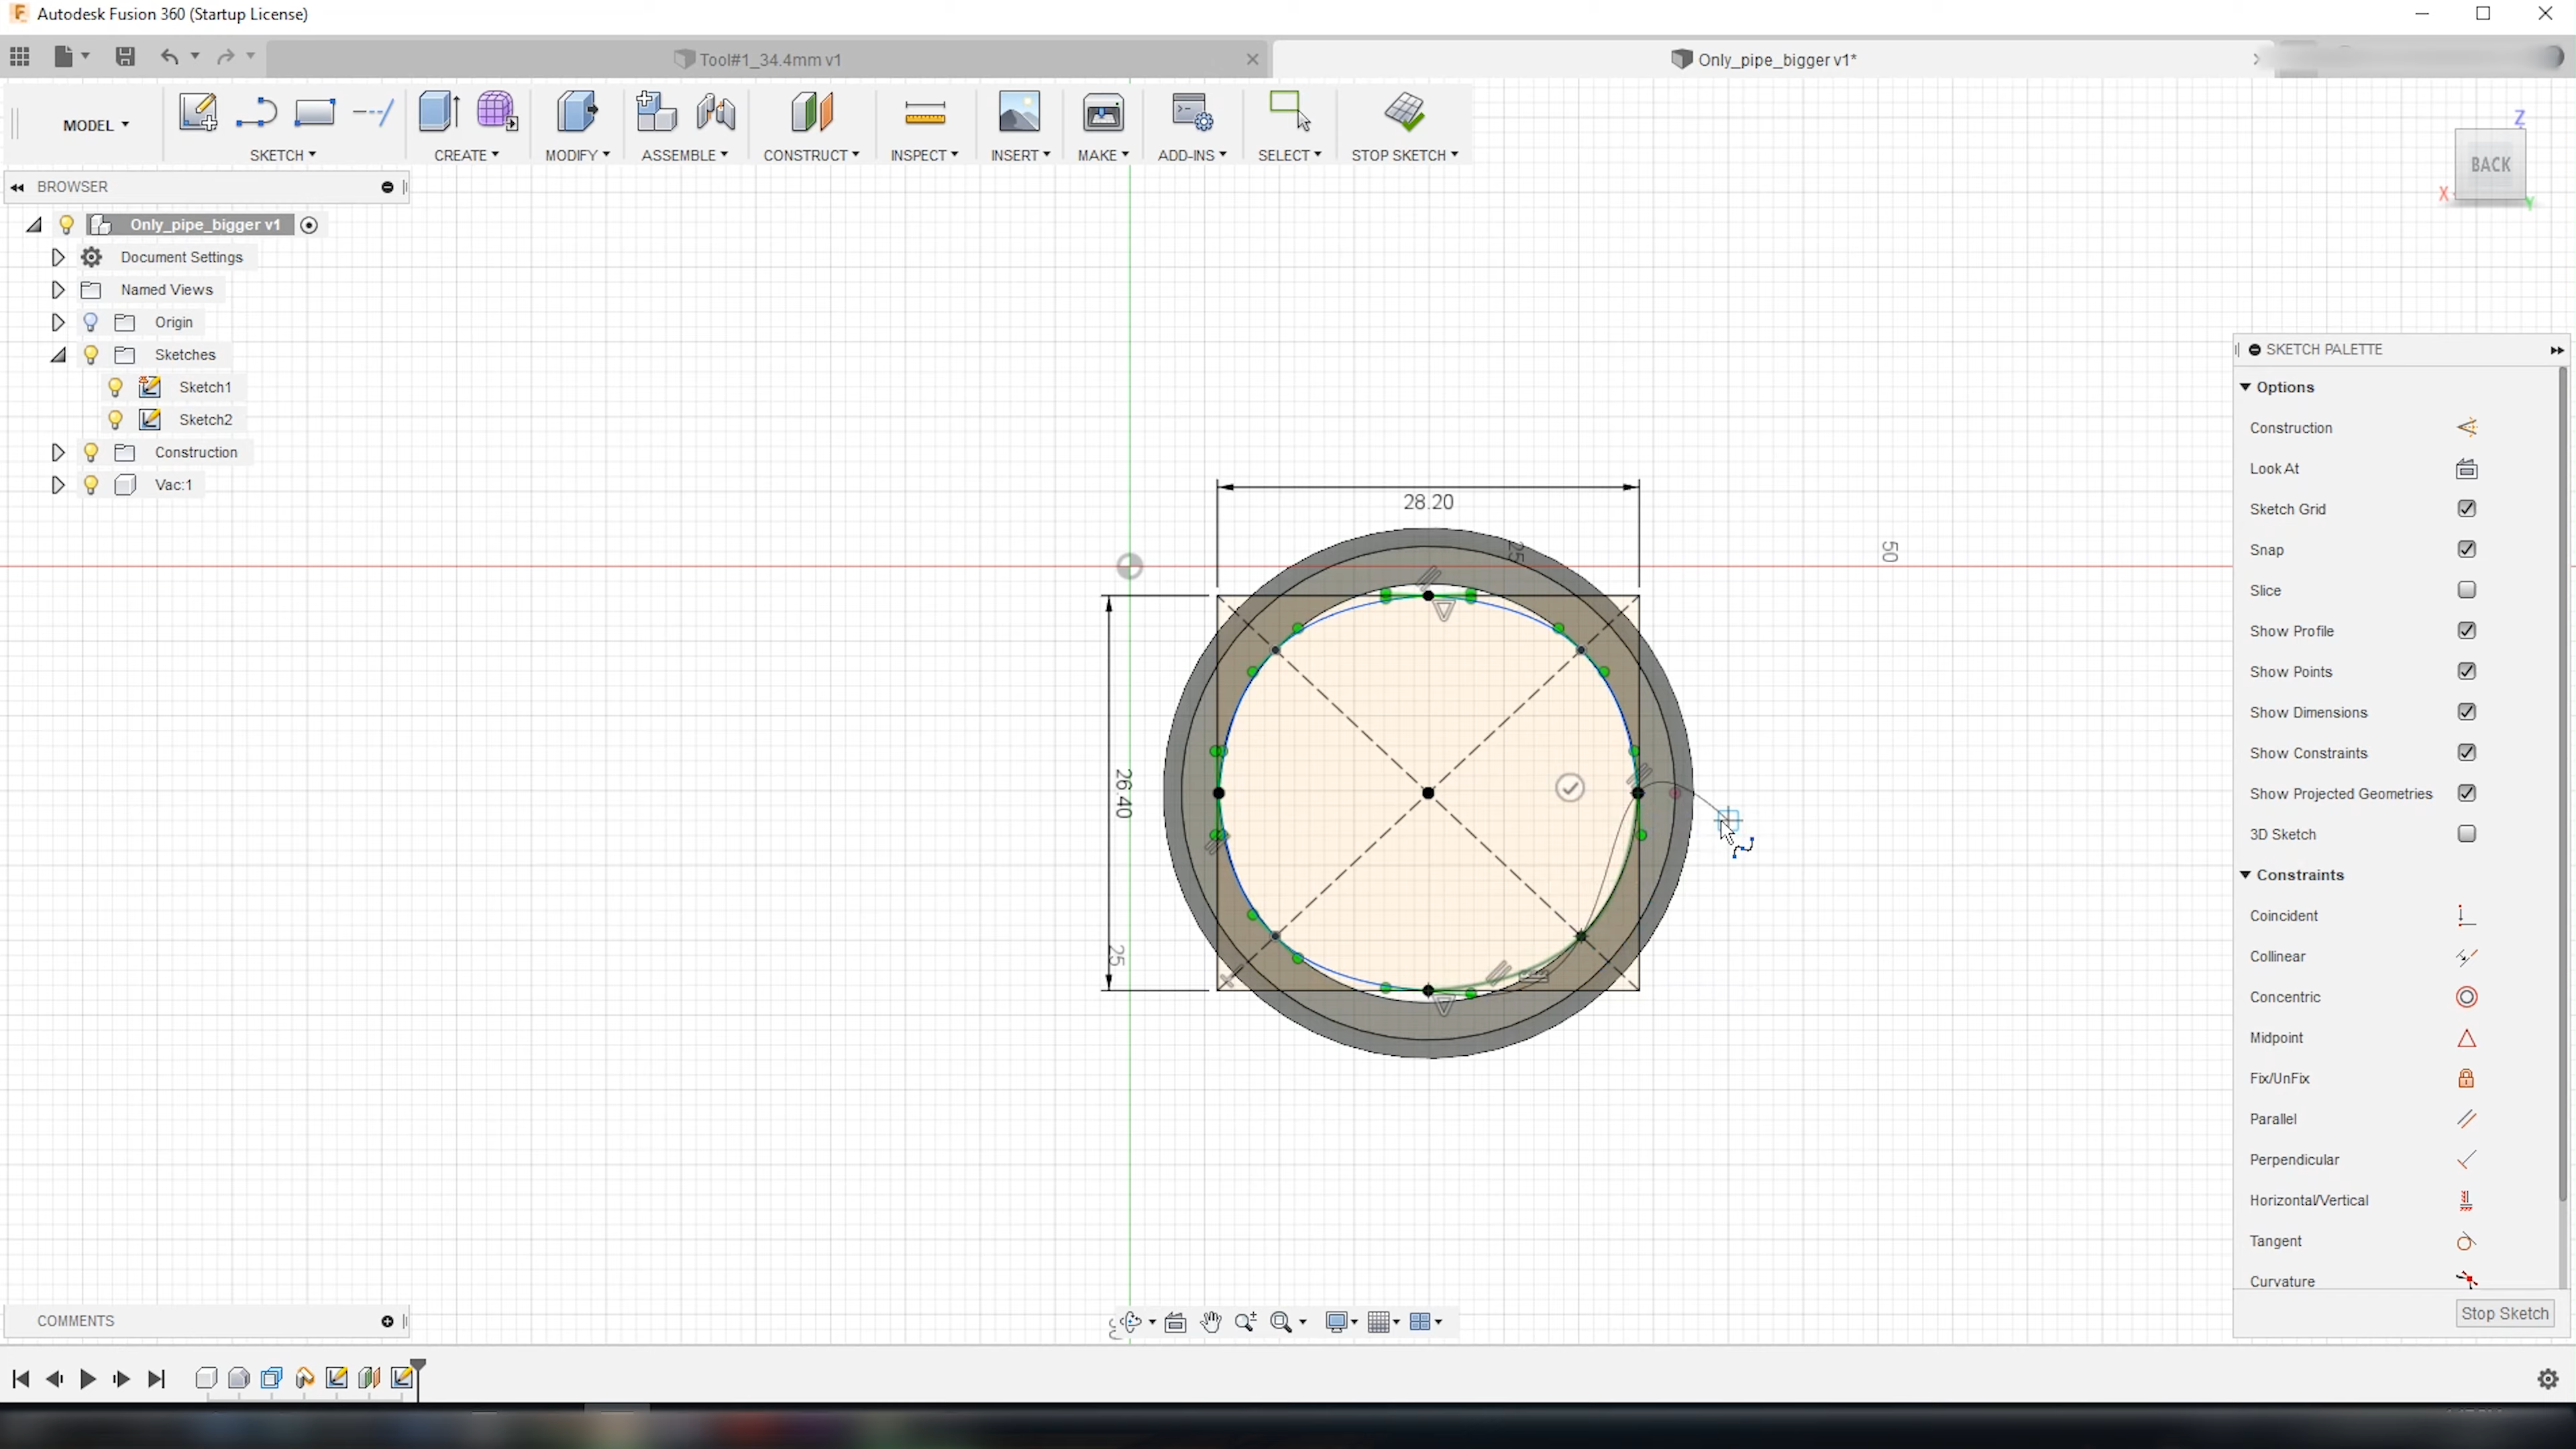 Autodesk Fusion 360 (Startup License)
Tool#1_34.4mm v1
Only_pipe_bigger v1*
MODEL
SKETCH
CREATE
MODIFY
ASSEMBLE
CONSTRUCT
INSPECT
INSERT
MAKE
ADD-INS
SELECT
STOP SKETCH
Z
BACK
X
Y
BROWSER
Only_pipe_bigger v1
Document Settings
Named Views
Origin
Sketches
Sketch1
Sketch2
Construction
Vac:1
28.20
25
50
26.40
25
SKETCH PALETTE
Options
Construction
Look At
Sketch Grid
Snap
Slice
Show Profile
Show Points
Show Dimensions
Show Constraints
Show Projected Geometries
3D Sketch
Constraints
Coincident
Collinear
Concentric
Midpoint
Fix/UnFix
Parallel
Perpendicular
Horizontal/Vertical
Tangent
Curvature
Stop Sketch
COMMENTS